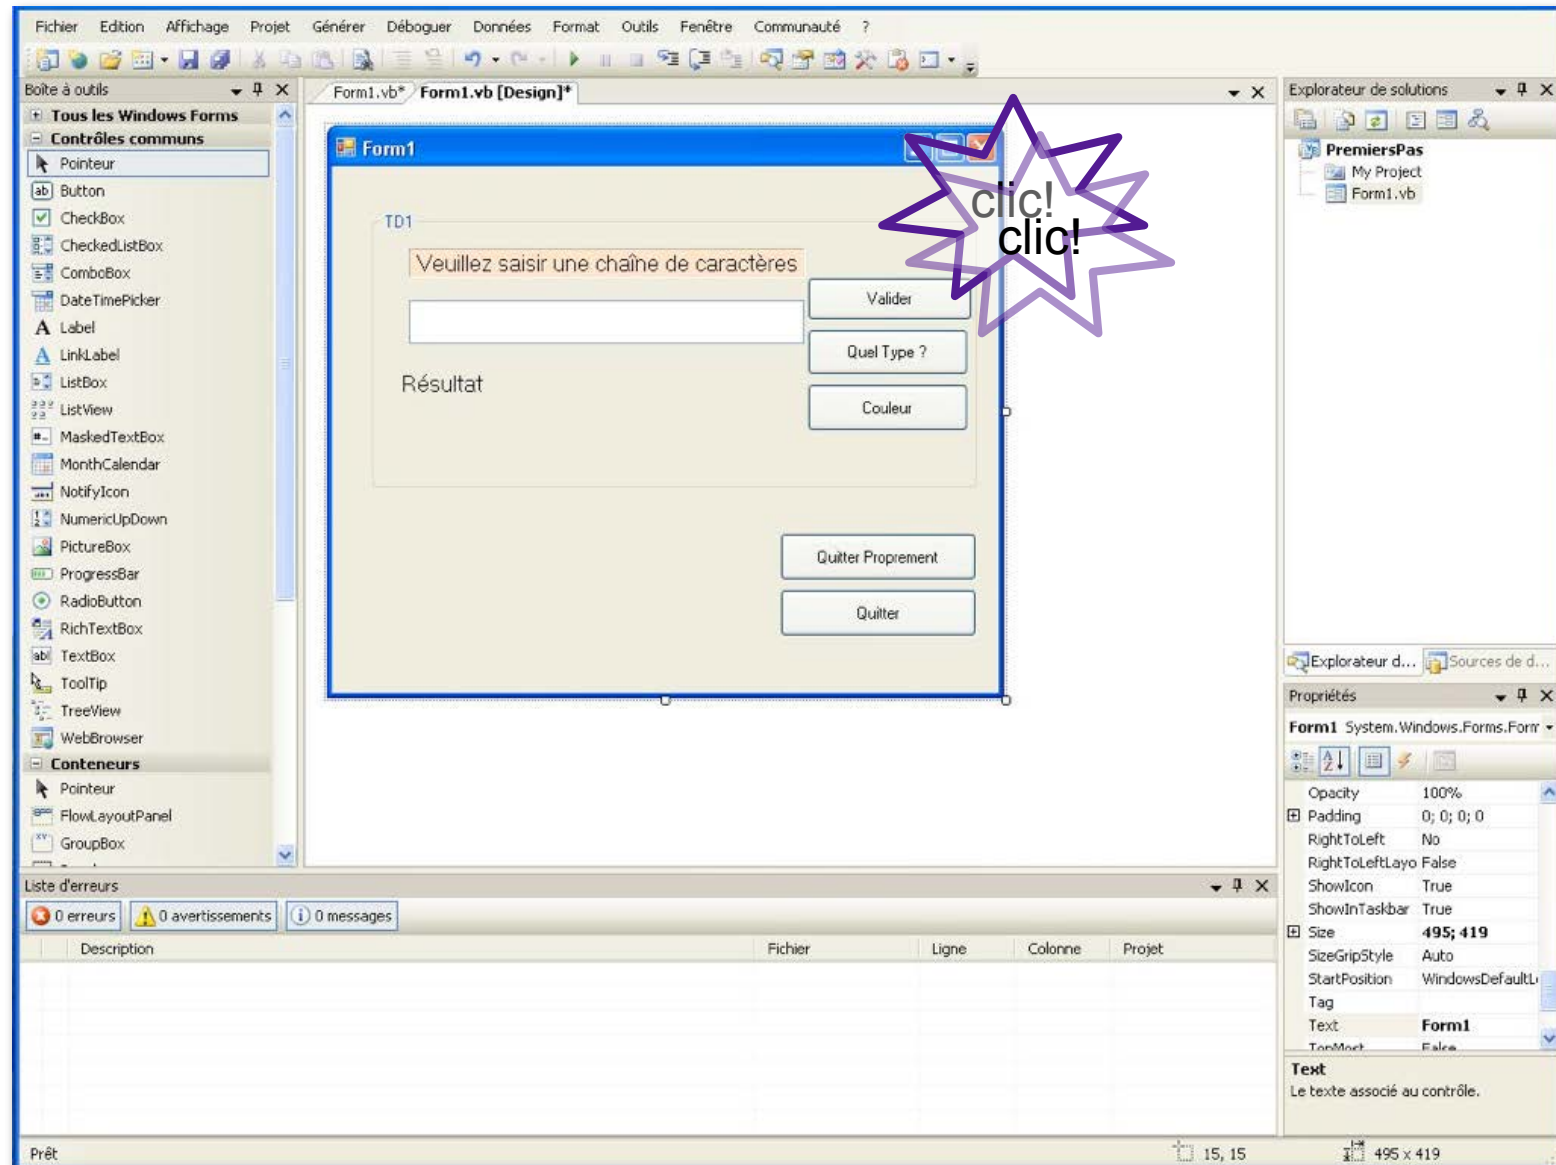 Fichier Edition Affichage Projet Générer Déboguer Données Format Outils Fenêtre Communauté ?
Boîte à outils
Tous les Windows Forms
Contrôles communs
Pointeur
Button
CheckBox
CheckedListBox
ComboBox
DateTimePicker
Label
LinkLabel
ListBox
ListView
MaskedTextBox
MonthCalendar
NotifyIcon
NumericUpDown
PictureBox
ProgressBar
RadioButton
RichTextBox
TextBox
ToolTip
TreeView
WebBrowser
Conteneurs
Pointeur
FlowLayoutPanel
GroupBox
Form1.vb* Form1.vb [Design]*
Form1
clic!
clic!
TD1
Veuillez saisir une chaîne de caractères
Valider
Quel Type ?
Résultat
Couleur
Quitter Proprement
Quitter
Explorateur de solutions
PremiersPas
My Project
Form1.vb
Explorateur d... Sources de d...
Propriétés
Form1 System.Windows.Forms.Form
Opacity 100%
Padding 0; 0; 0; 0
RightToLeft No
RightToLeftLayo False
ShowIcon True
ShowInTaskbar True
Size 495; 419
SizeGripStyle Auto
StartPosition WindowsDefaultL
Tag
Text Form1
TopMost False
Text
Le texte associé au contrôle.
Liste d'erreurs
0 erreurs 0 avertissements 0 messages
Description Fichier Ligne Colonne Projet
Prêt 15, 15 495 x 419